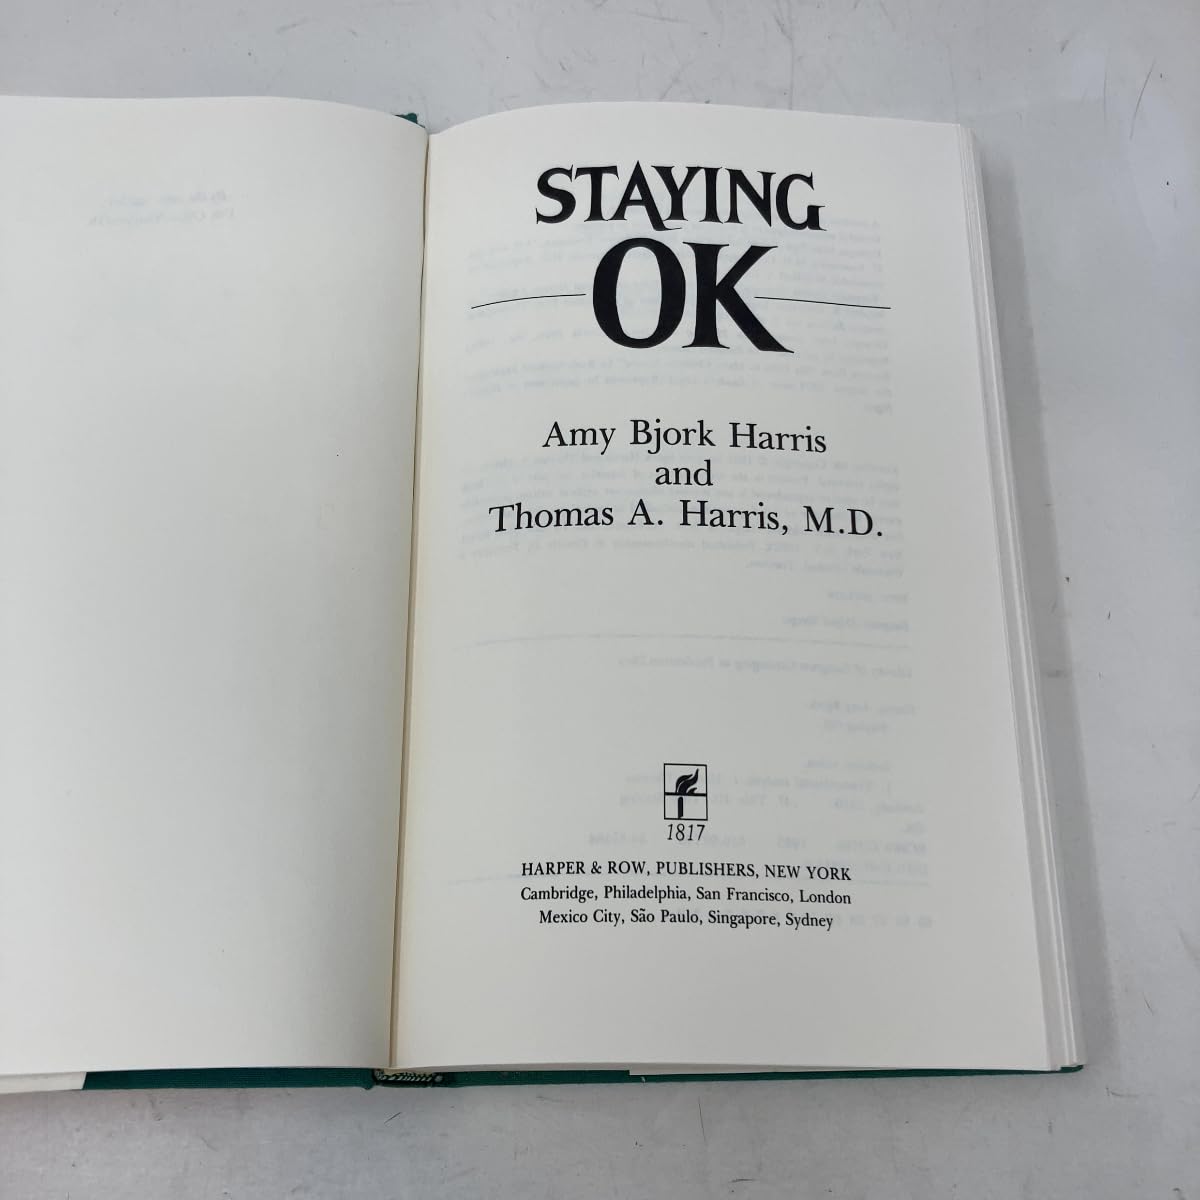 STAYING
OK
Amy Bjork Harris
and
Thomas A. Harris, M.D.
1817
HARPER & ROW, PUBLISHERS, NEW YORK
Cambridge, Philadelphia, San Francisco, London
Mexico City, São Paulo, Singapore, Sydney